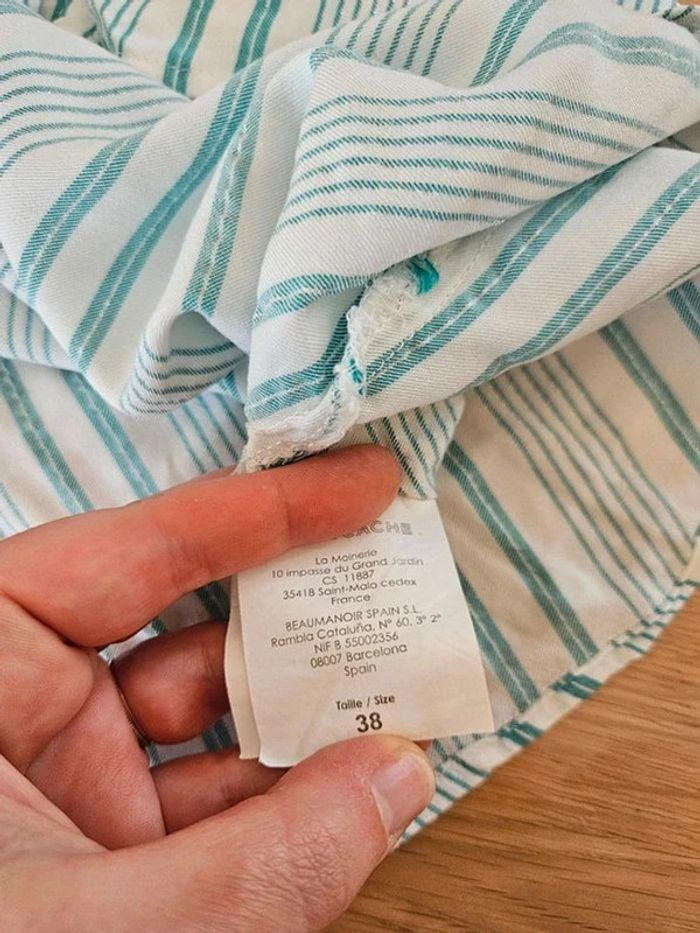 CACHE
La Moinerie
10 impasse du Grand Jardin
CS 11887
35418 Saint-Malo Cedex
France
BEAUMANOIR SPAIN S.L.
Rambla Cataluña, Nº 60, 3º 2ª
NIF B 55002356
08007 Barcelona
Spain
Taille / Size
38